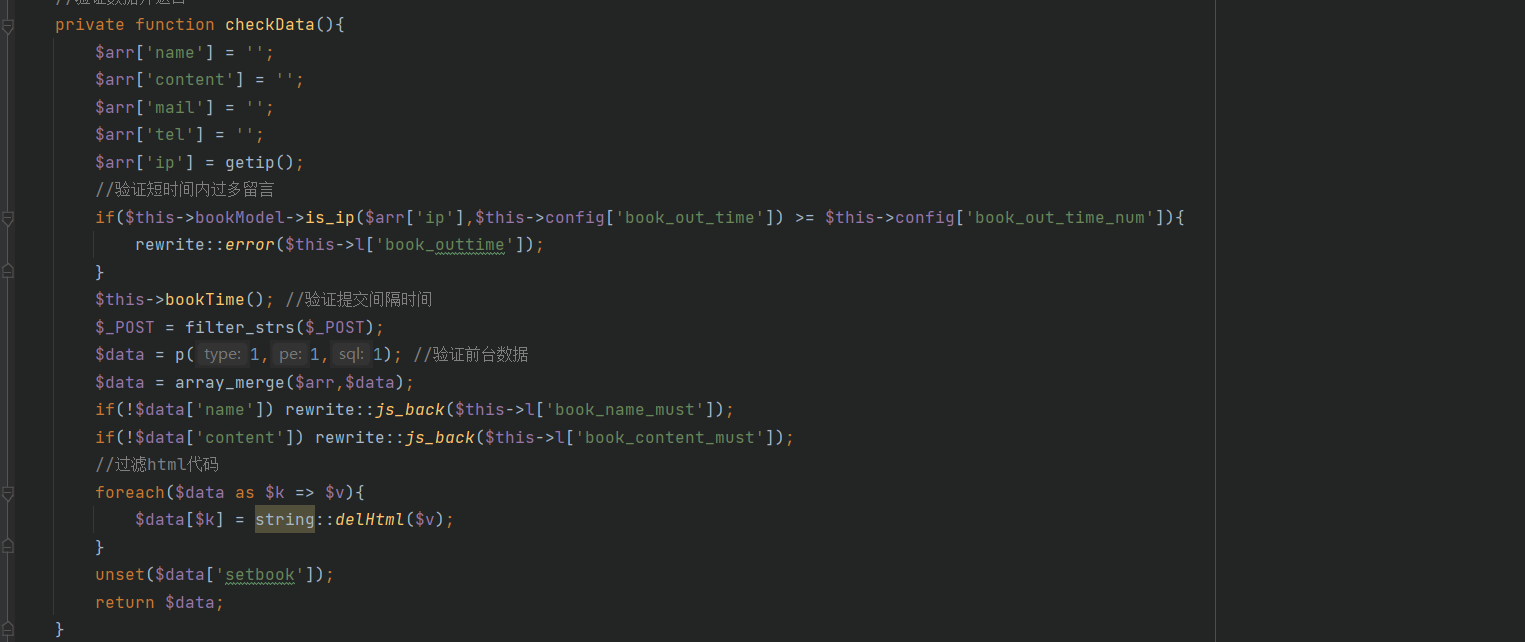 private function checkData(){
$arr['name'] = '';
$arr['content'] = '';
$arr['mail'] = '';
$arr['tel'] = '';
$arr['ip'] = getip();
//验证短时间内过多留言
if($this->bookModel->is_ip($arr['ip'],$this->config['book_out_time']) >= $this->config['book_out_time_num']){
rewrite::error($this->l['book_outtime']);
}
$this->bookTime(); //验证提交间隔时间
$_POST = filter_strs($_POST);
$data = p( type: 1, pe: 1, sql: 1); //验证前台数据
$data = array_merge($arr,$data);
if(!$data['name']) rewrite::js_back($this->l['book_name_must']);
if(!$data['content']) rewrite::js_back($this->l['book_content_must']);
//过滤html代码
foreach($data as $k => $v){
$data[$k] = string::delHtml($v);
}
unset($data['setbook']);
return $data;
}